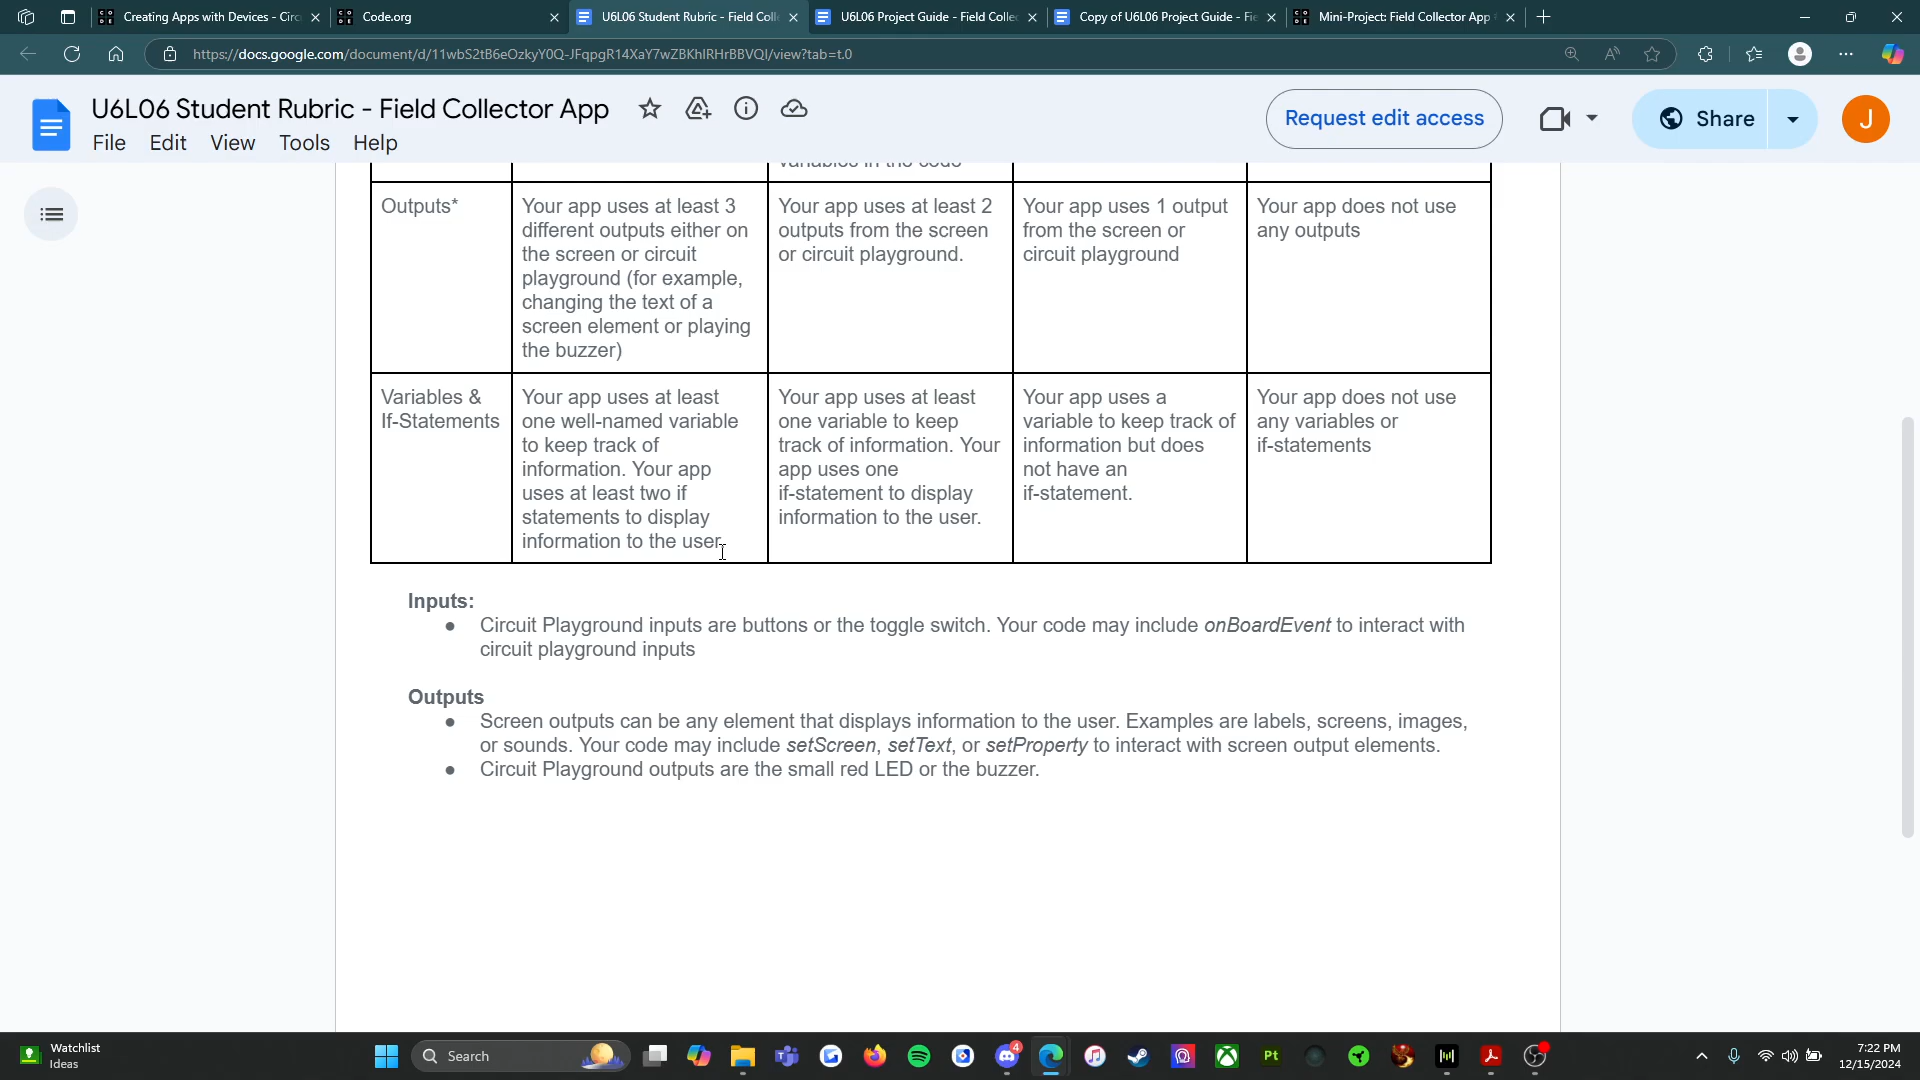 Creating Apps with Devices - Circ
Code.org
U6L06 Student Rubric - Field Coll
U6L06 Project Guide - Field Collec
Copy of U6L06 Project Guide - Fie
Mini-Project: Field Collector App
https://docs.google.com/document/d/11wbS2tB6eOzkyY0Q-JFqpgR14XaY7wZBKhIRHrBBVQI/view?tab=t.0
U6L06 Student Rubric - Field Collector App
File Edit View Tools Help
Request edit access
Share
J
variables in the code
Outputs*
Your app uses at least 3
different outputs either on
the screen or circuit
playground (for example,
changing the text of a
screen element or playing
the buzzer)
Your app uses at least 2
outputs from the screen
or circuit playground.
Your app uses 1 output
from the screen or
circuit playground
Your app does not use
any outputs
Variables &
If-Statements
Your app uses at least
one well-named variable
to keep track of
information. Your app
uses at least two if
statements to display
information to the user.
Your app uses at least
one variable to keep
track of information. Your
app uses one
if-statement to display
information to the user.
Your app uses a
variable to keep track of
information but does
not have an
if-statement.
Your app does not use
any variables or
if-statements
Inputs:
● Circuit Playground inputs are buttons or the toggle switch. Your code may include onBoardEvent to interact with
circuit playground inputs
Outputs
● Screen outputs can be any element that displays information to the user. Examples are labels, screens, images,
or sounds. Your code may include setScreen, setText, or setProperty to interact with screen output elements.
● Circuit Playground outputs are the small red LED or the buzzer.
Watchlist
Ideas
Search
4
Pt
7:22 PM
12/15/2024